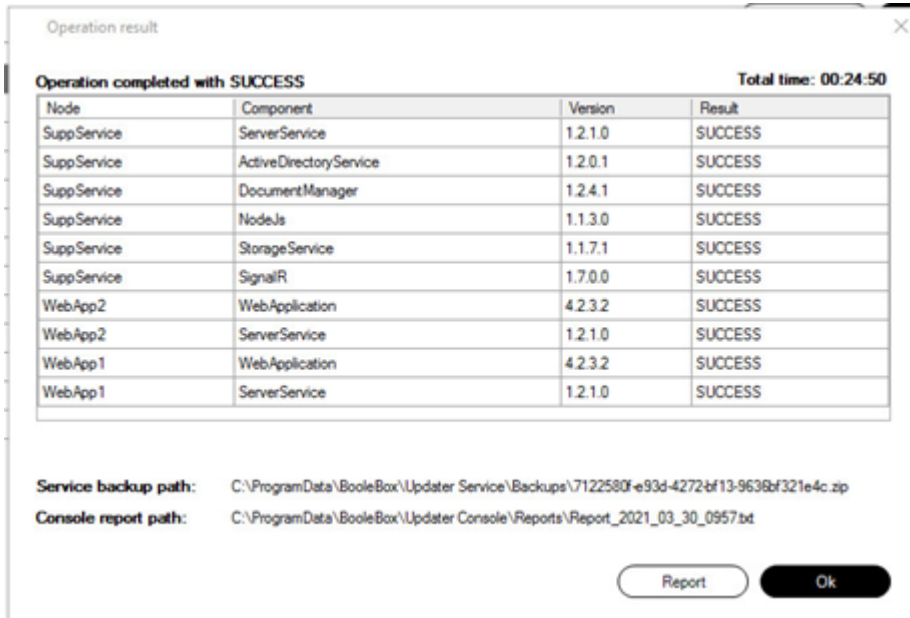 Operation result
Operation completed with SUCCESS Total time: 00:24:50
Node Component Version Result
SuppService ServerService 1.2.1.0 SUCCESS
SuppService ActiveDirectoryService 1.2.0.1 SUCCESS
SuppService DocumentManager 1.2.4.1 SUCCESS
SuppService NodeJs 1.1.3.0 SUCCESS
SuppService StorageService 1.1.7.1 SUCCESS
SuppService SignalR 1.7.0.0 SUCCESS
WebApp2 WebApplication 4.2.3.2 SUCCESS
WebApp2 ServerService 1.2.1.0 SUCCESS
WebApp1 WebApplication 4.2.3.2 SUCCESS
WebApp1 ServerService 1.2.1.0 SUCCESS
Service backup path: C:\ProgramData\BooleBox\Updater Service\Backups\7122580f-e93d-4272-bf13-9636bf321e4c.zip
Console report path: C:\ProgramData\BooleBox\Updater Console\Reports\Report_2021_03_30_0957.txt
Report Ok